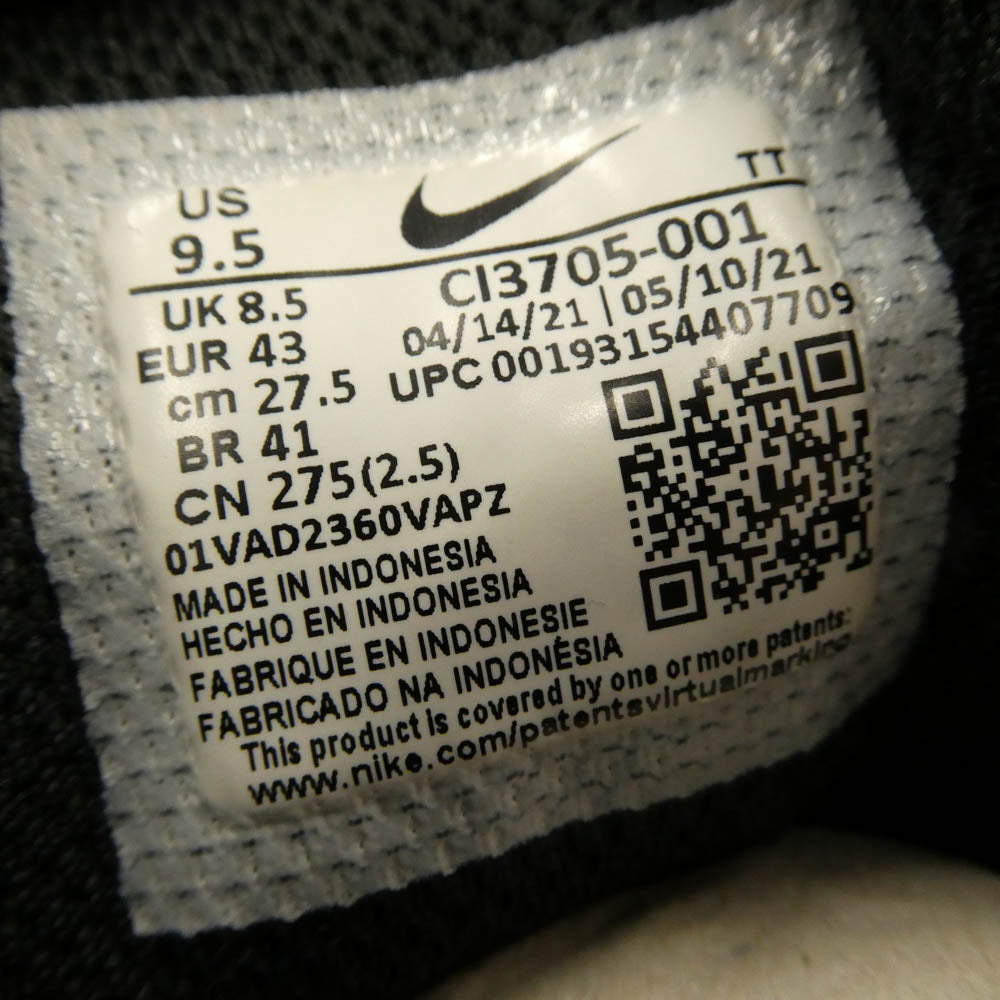 US
9.5
TT
UK 8.5
CI3705-001
EUR 43
04/14/21 | 05/10/21
cm 27.5
UPC 00193154407709
BR 41
CN 275(2.5)
01VAD2360VAPZ
MADE IN INDONESIA
HECHO EN INDONESIA
FABRIQUE EN INDONESIE
FABRICADO NA INDONÉSIA
This product is covered by one or more patents:
www.nike.com/patentsvirtualmarking